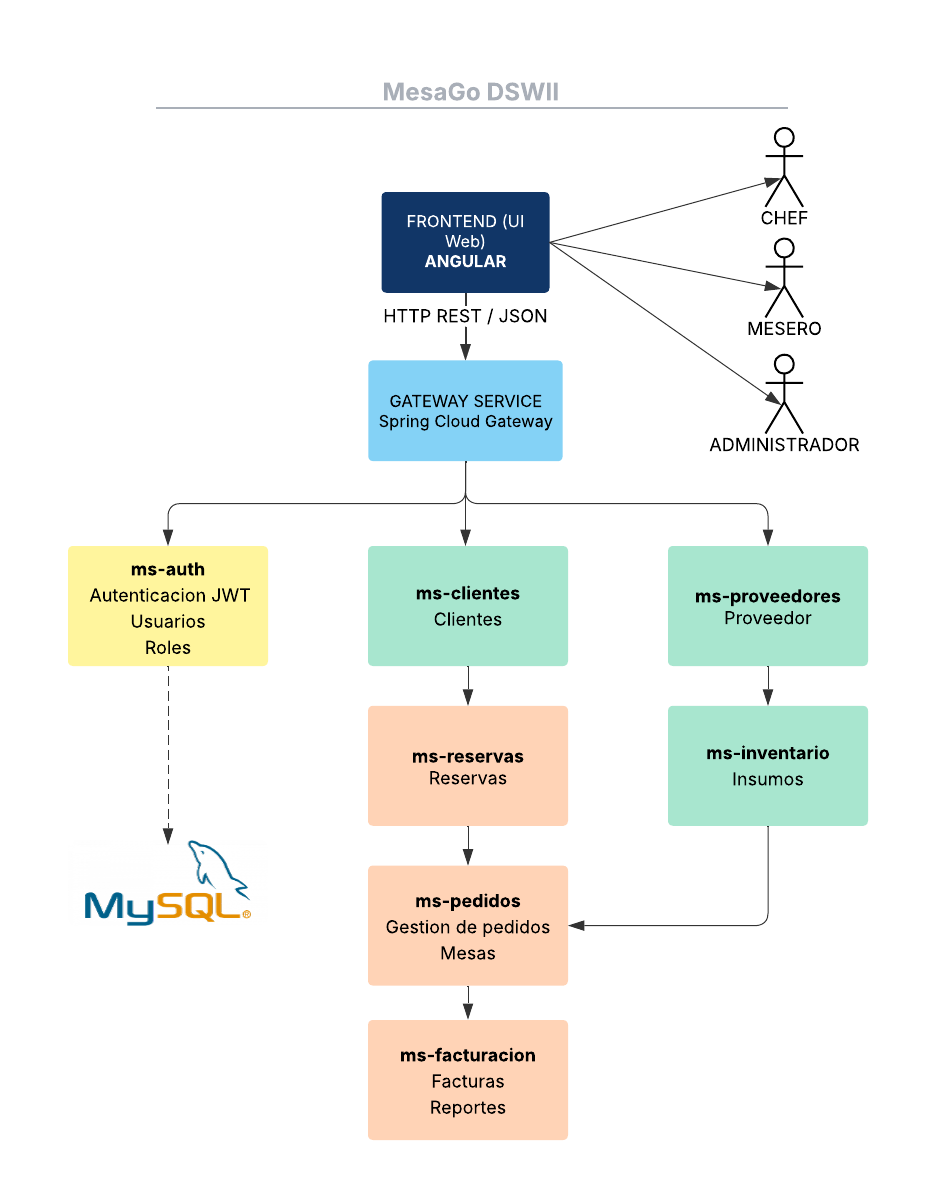 MesaGo DSWII
CHEF
FRONTEND (UI
Web)
ANGULAR
HTTP REST / JSON
MESERO
GATEWAY SERVICE
Spring Cloud Gateway
ADMINISTRADOR
ms-auth
Autenticacion JWT
Usuarios
Roles
ms-clientes
Clientes
ms-proveedores
Proveedor
ms-reservas
Reservas
ms-inventario
Insumos
MySQL®
ms-pedidos
Gestion de pedidos
Mesas
ms-facturacion
Facturas
Reportes